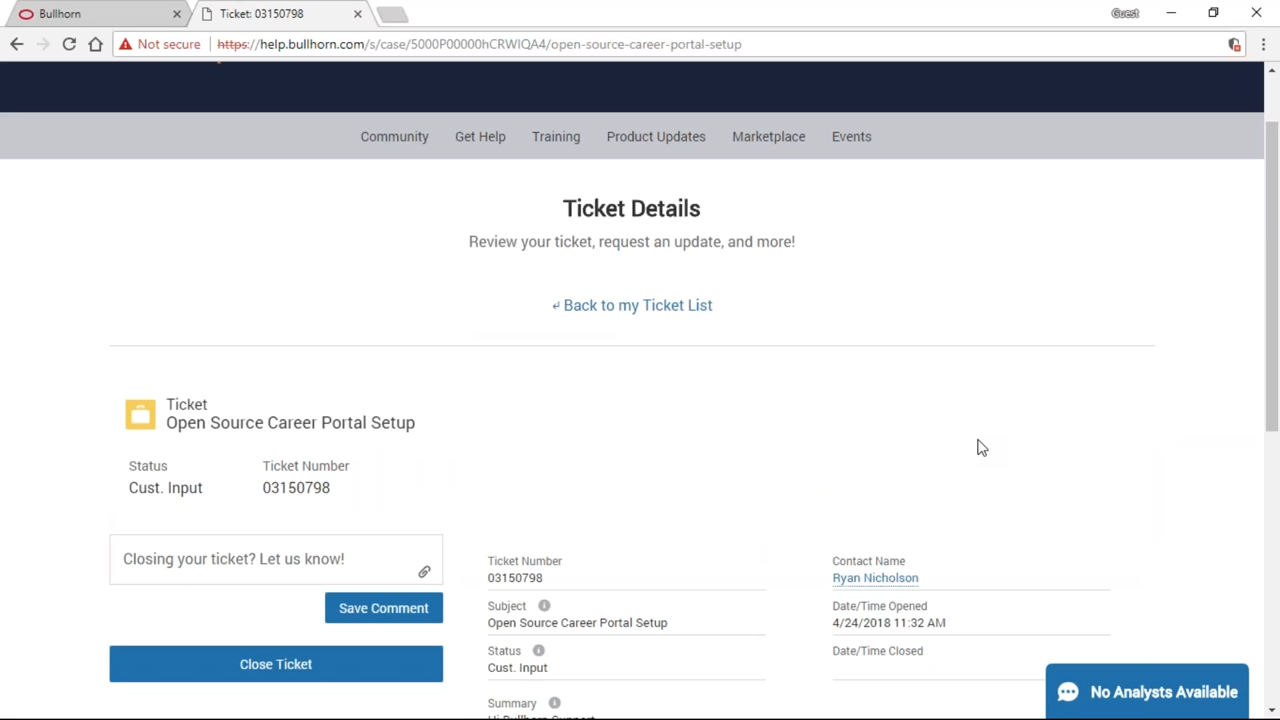 Bullhorn
Ticket: 03150798
Guest
Not secure
https://help.bullhorn.com/s/case/5000P00000hCRWIQA4/open-source-career-portal-setup
Community
Get Help
Training
Product Updates
Marketplace
Events
Ticket Details
Review your ticket, request an update, and more!
Back to my Ticket List
Ticket
Open Source Career Portal Setup
Status
Ticket Number
Cust. Input
03150798
Closing your ticket? Let us know!
Save Comment
Close Ticket
Ticket Number
03150798
Subject
Open Source Career Portal Setup
Status
Cust. Input
Summary
Hi Bullhorn Support
Contact Name
Ryan Nicholson
Date/Time Opened
4/24/2018 11:32 AM
Date/Time Closed
No Analysts Available